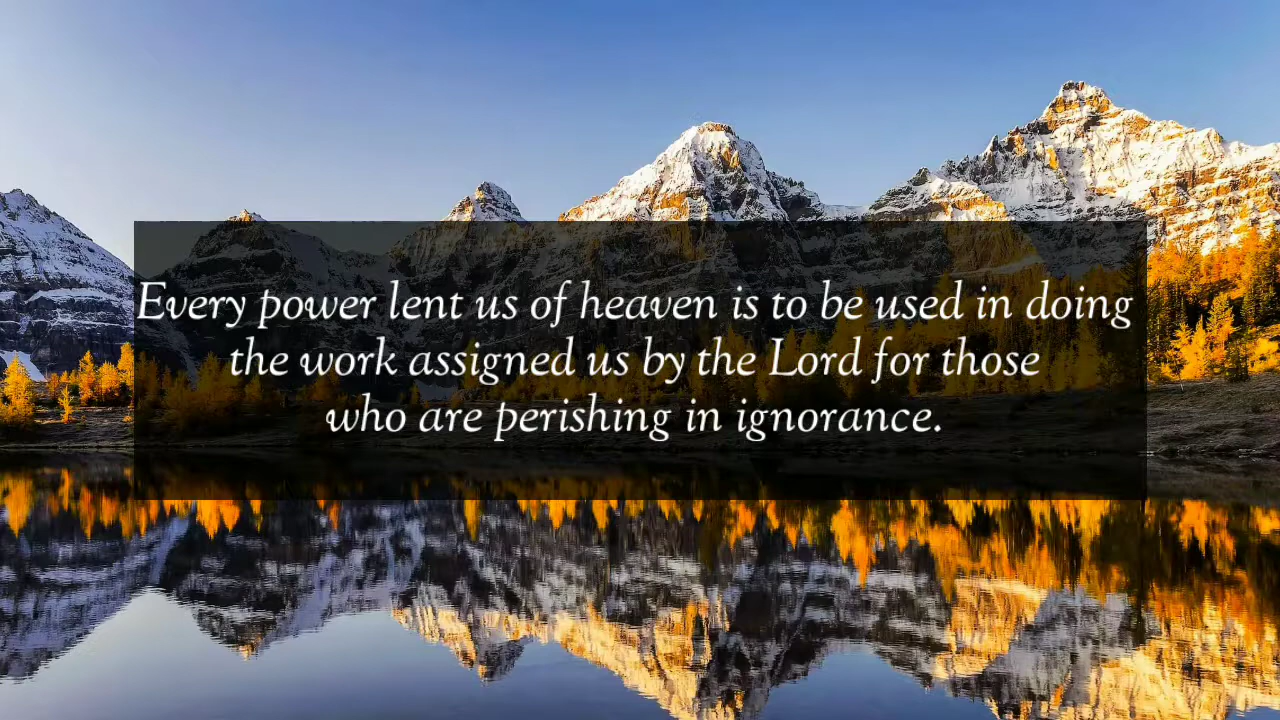 Every power lent us of heaven is to be used in doing
the work assigned us by the Lord for those
who are perishing in ignorance.